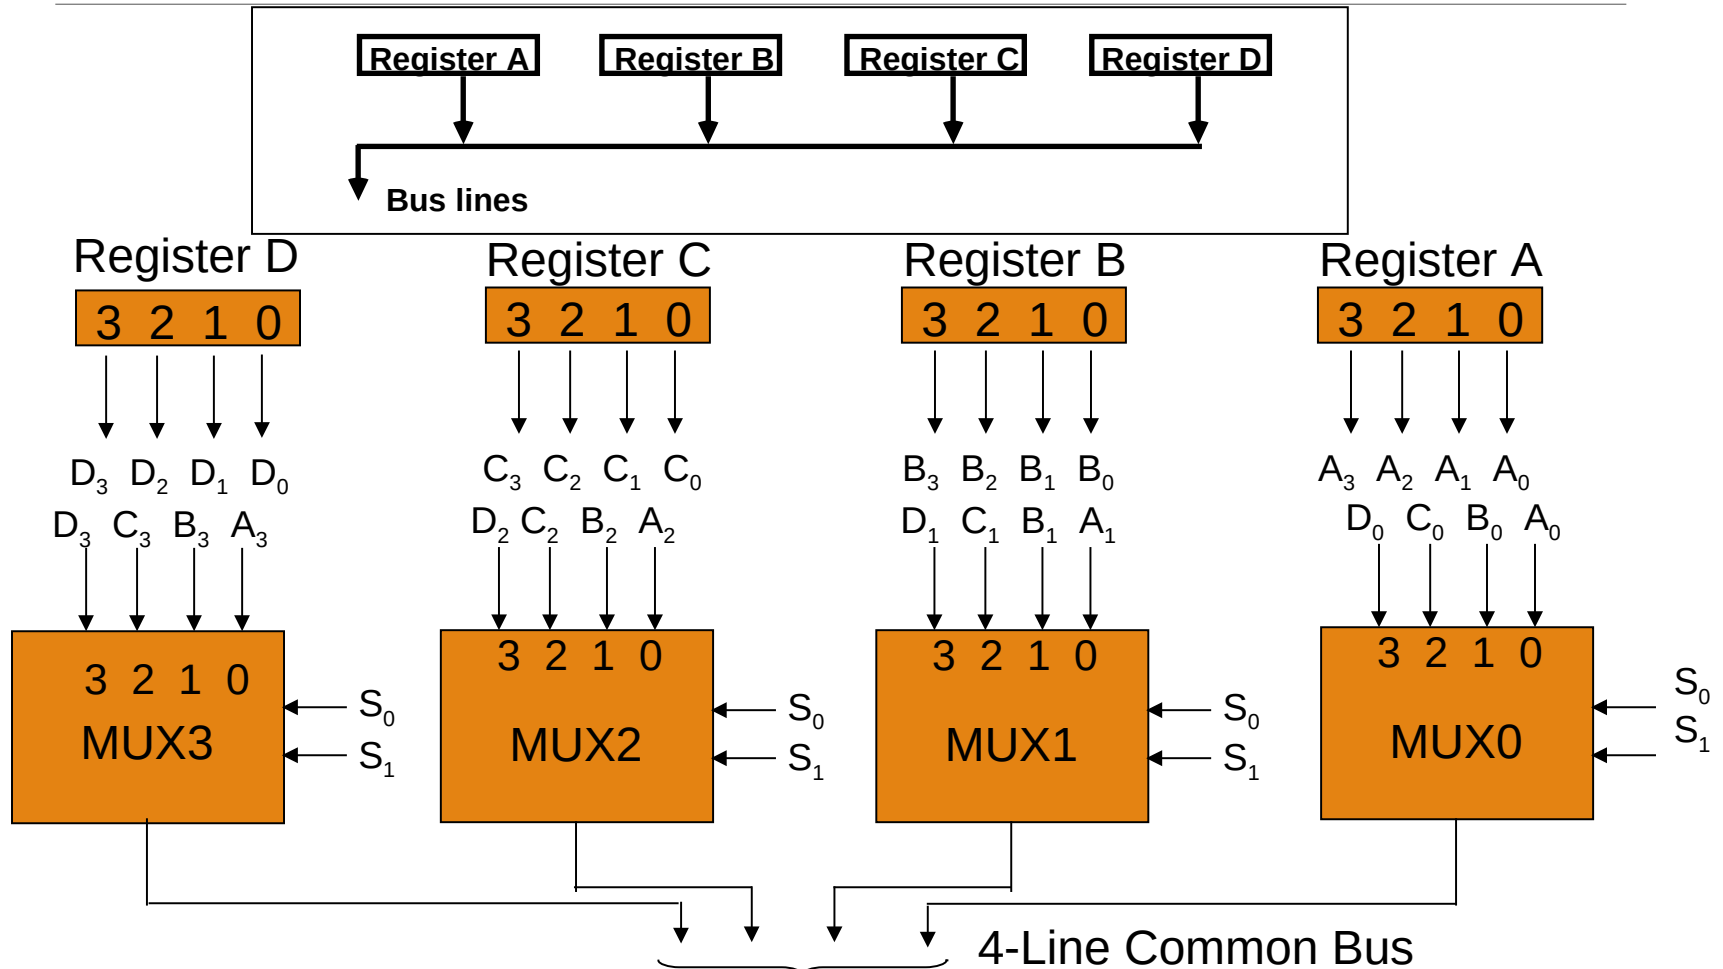 Register A Register B Register C Register D
Bus lines
Register D Register C Register B Register A
3 2 1 0 3 2 1 0 3 2 1 0 3 2 1 0
D3 D2 D1 D0 C3 C2 C1 C0 B3 B2 B1 B0 A3 A2 A1 A0
D3 C3 B3 A3 D2 C2 B2 A2 D1 C1 B1 A1 D0 C0 B0 A0
3 2 1 0 3 2 1 0 3 2 1 0 3 2 1 0
S0 S0 S0 S0
MUX3 MUX2 MUX1 MUX0
S1 S1 S1 S1
4-Line Common Bus